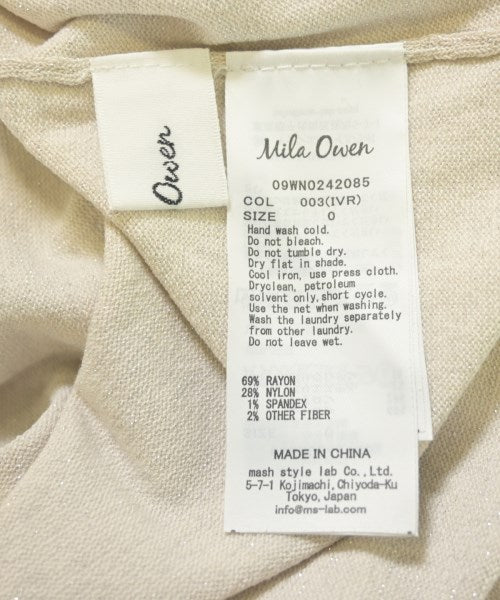 Owen
Mila Owen
09WN0242085
COL 003(IVR)
SIZE 0
Hand wash cold.
Do not bleach.
Do not tumble dry.
Dry flat in shade.
Cool iron, use press cloth.
Dryclean, petroleum
solvent only,short cycle.
Use the net when washing.
Wash the laundry separately
from other laundry.
Do not leave wet.
69% RAYON
28% NYLON
1% SPANDEX
2% OTHER FIBER
MADE IN CHINA
mash style lab Co.,Ltd.
5-7-1 Kojimachi,Chiyoda-Ku
Tokyo,Japan
info@ms-lab.com